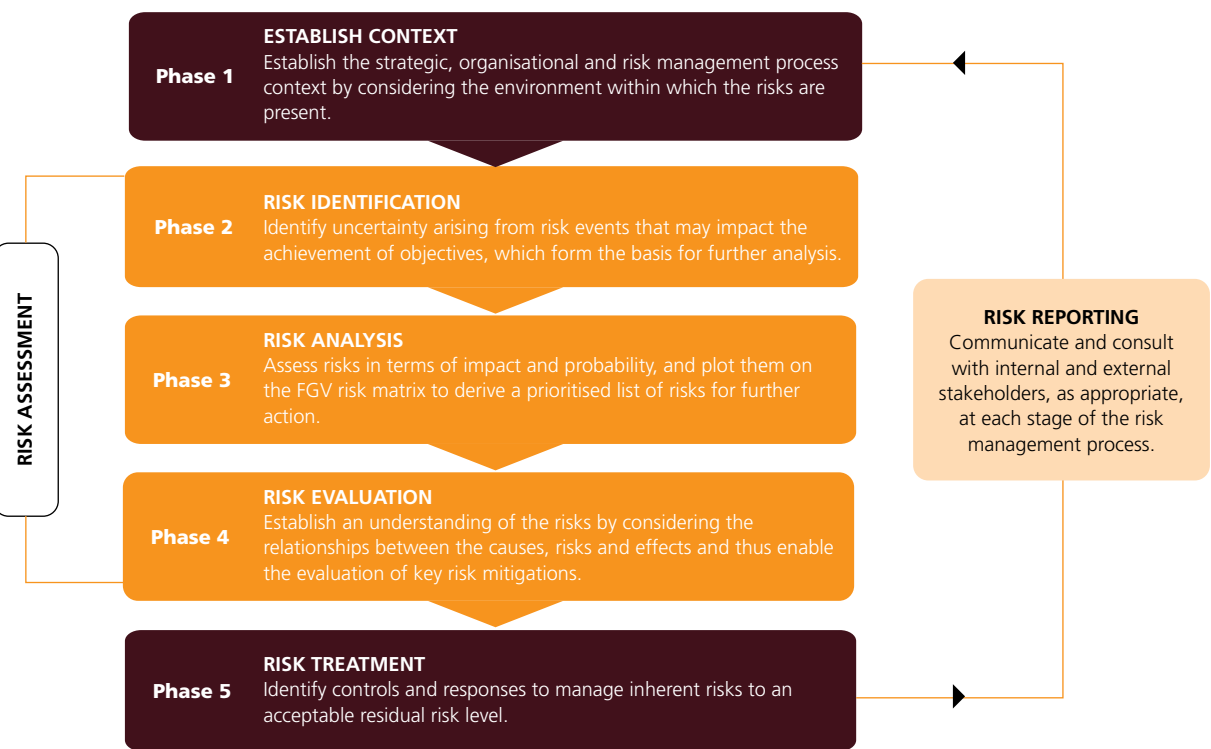 ESTABLISH CONTEXT
Phase 1
Establish the strategic, organisational and risk management process
context by considering the environment within which the risks are
present.
RISK ASSESSMENT
RISK IDENTIFICATION
Phase 2
Identify uncertainty arising from risk events that may impact the
achievement of objectives, which form the basis for further analysis.
RISK ANALYSIS
Phase 3
Assess risks in terms of impact and probability, and plot them on
the FGV risk matrix to derive a prioritised list of risks for further
action.
RISK EVALUATION
Phase 4
Establish an understanding of the risks by considering the
relationships between the causes, risks and effects and thus enable
the evaluation of key risk mitigations.
RISK TREATMENT
Phase 5
Identify controls and responses to manage inherent risks to an
acceptable residual risk level.
RISK REPORTING
Communicate and consult
with internal and external
stakeholders, as appropriate,
at each stage of the risk
management process.